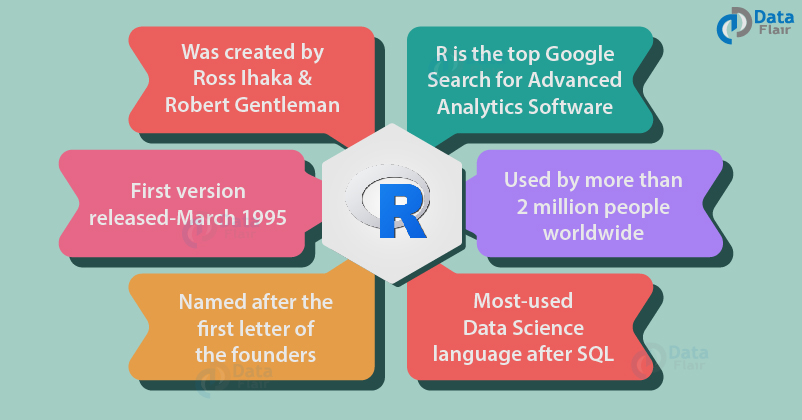 Data
Flair
Was created by
Ross Ihaka &
Robert Gentleman
R is the top Google
Search for Advanced
Analytics Software
First version
released-March 1995
R
Used by more than
2 million people
worldwide
Named after the
first letter of
the founders
Most-used
Data Science
language after SQL
Data
Flair
Data
Flair